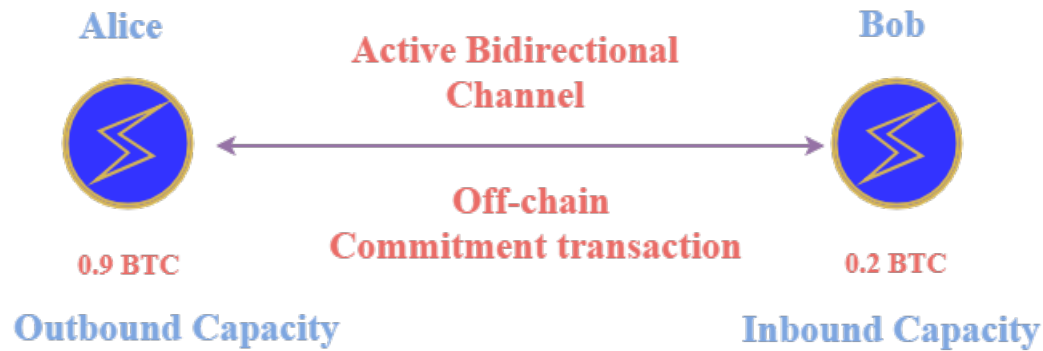 Alice
Bob
Active Bidirectional
Channel
Off-chain
Commitment transaction
0.9 BTC
0.2 BTC
Outbound Capacity
Inbound Capacity